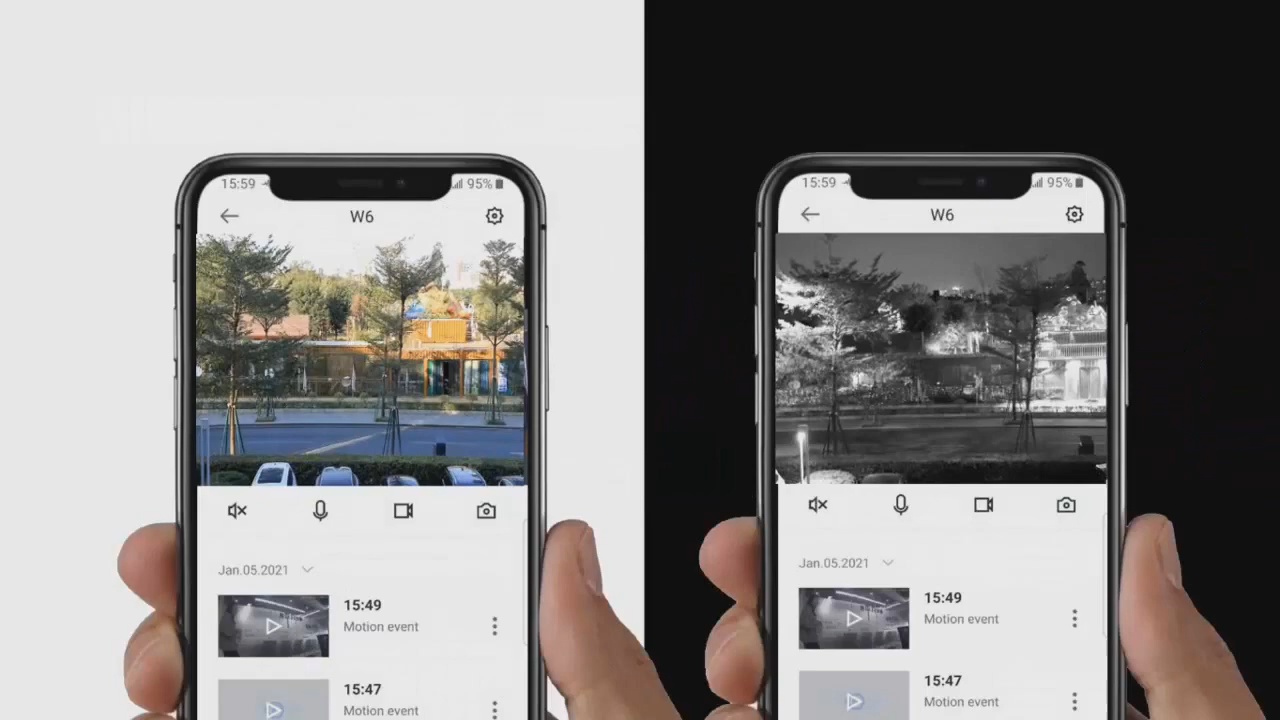 15:59 95%
W6
Jan.05.2021
15:49
Motion event
15:47
Motion event
15:59 95%
W6
Jan.05.2021
15:49
Motion event
15:47
Motion event